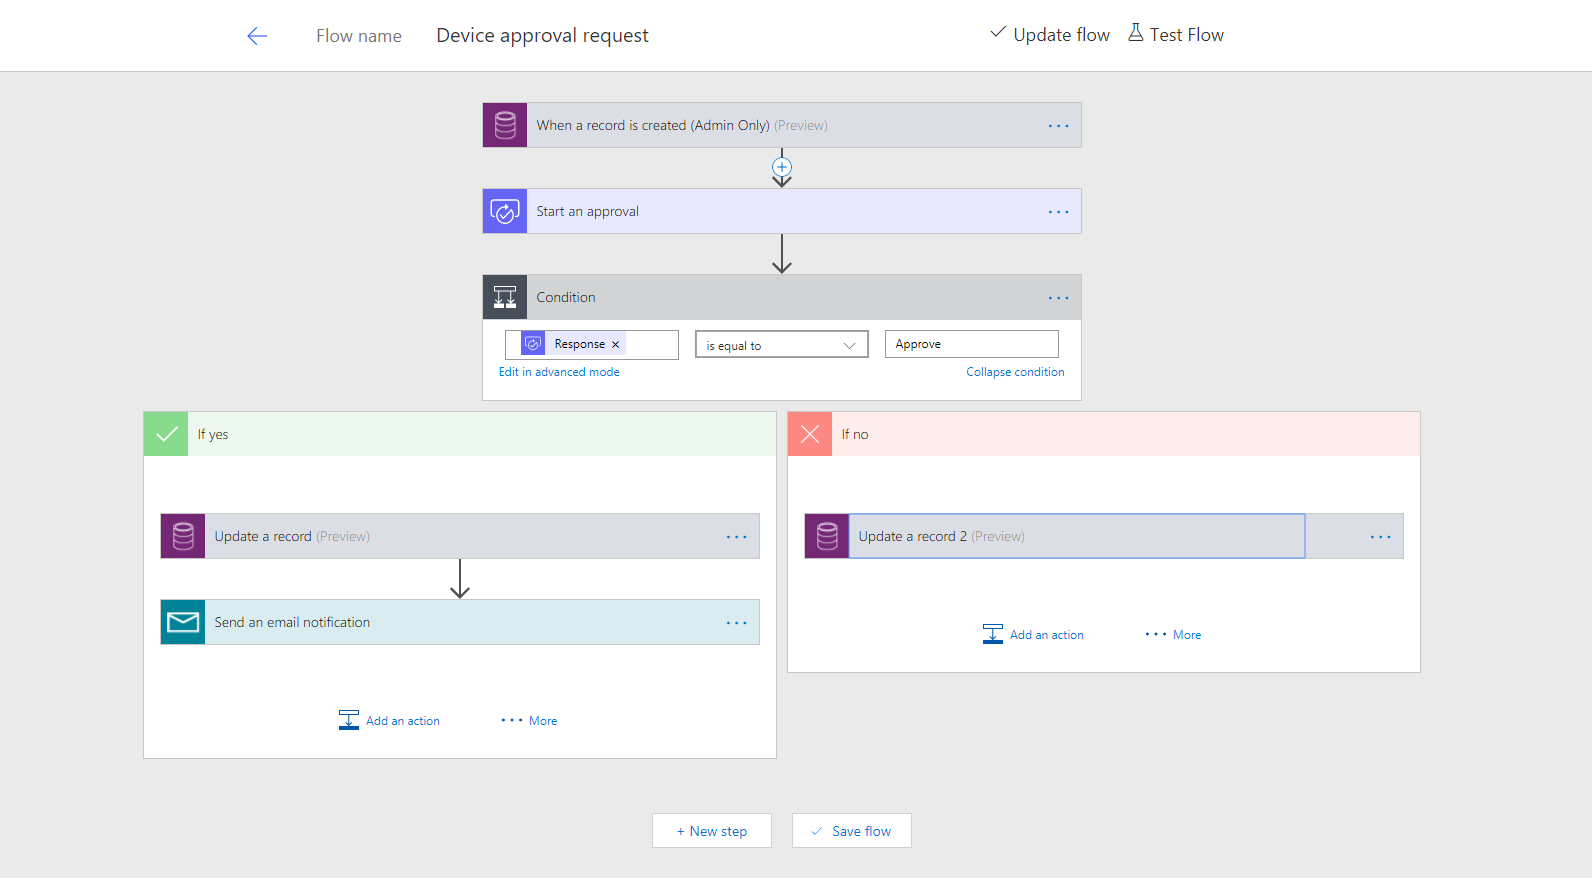 Flow name Device approval request Update flow Test Flow
When a record is created (Admin Only) (Preview)
Start an approval
Condition
Response × is equal to Approve
Edit in advanced mode Collapse condition
If yes
Update a record (Preview)
Send an email notification
Add an action More
If no
Update a record 2 (Preview)
Add an action More
+ New step Save flow